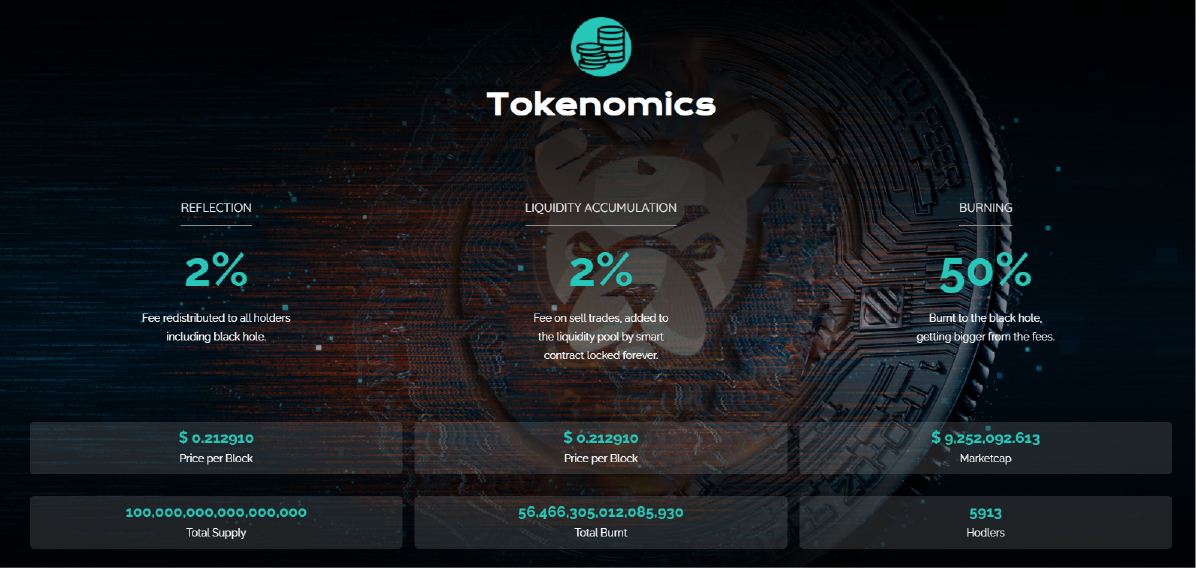 Tokenomics
REFLECTION
2%
Fee redistributed to all holders
including black hole.
LIQUIDITY ACCUMULATION
2%
Fee on sell trades, added to
the liquidity pool by smart
contract locked forever.
BURNING
50%
Burnt to the black hole,
getting bigger from the fees.
$ 0.212910
Price per Block
$ 0.212910
Price per Block
$ 9,252,092.613
Marketcap
100,000,000,000,000,000
Total Supply
56,466,305,012,085,930
Total Burnt
5913
Hodlers